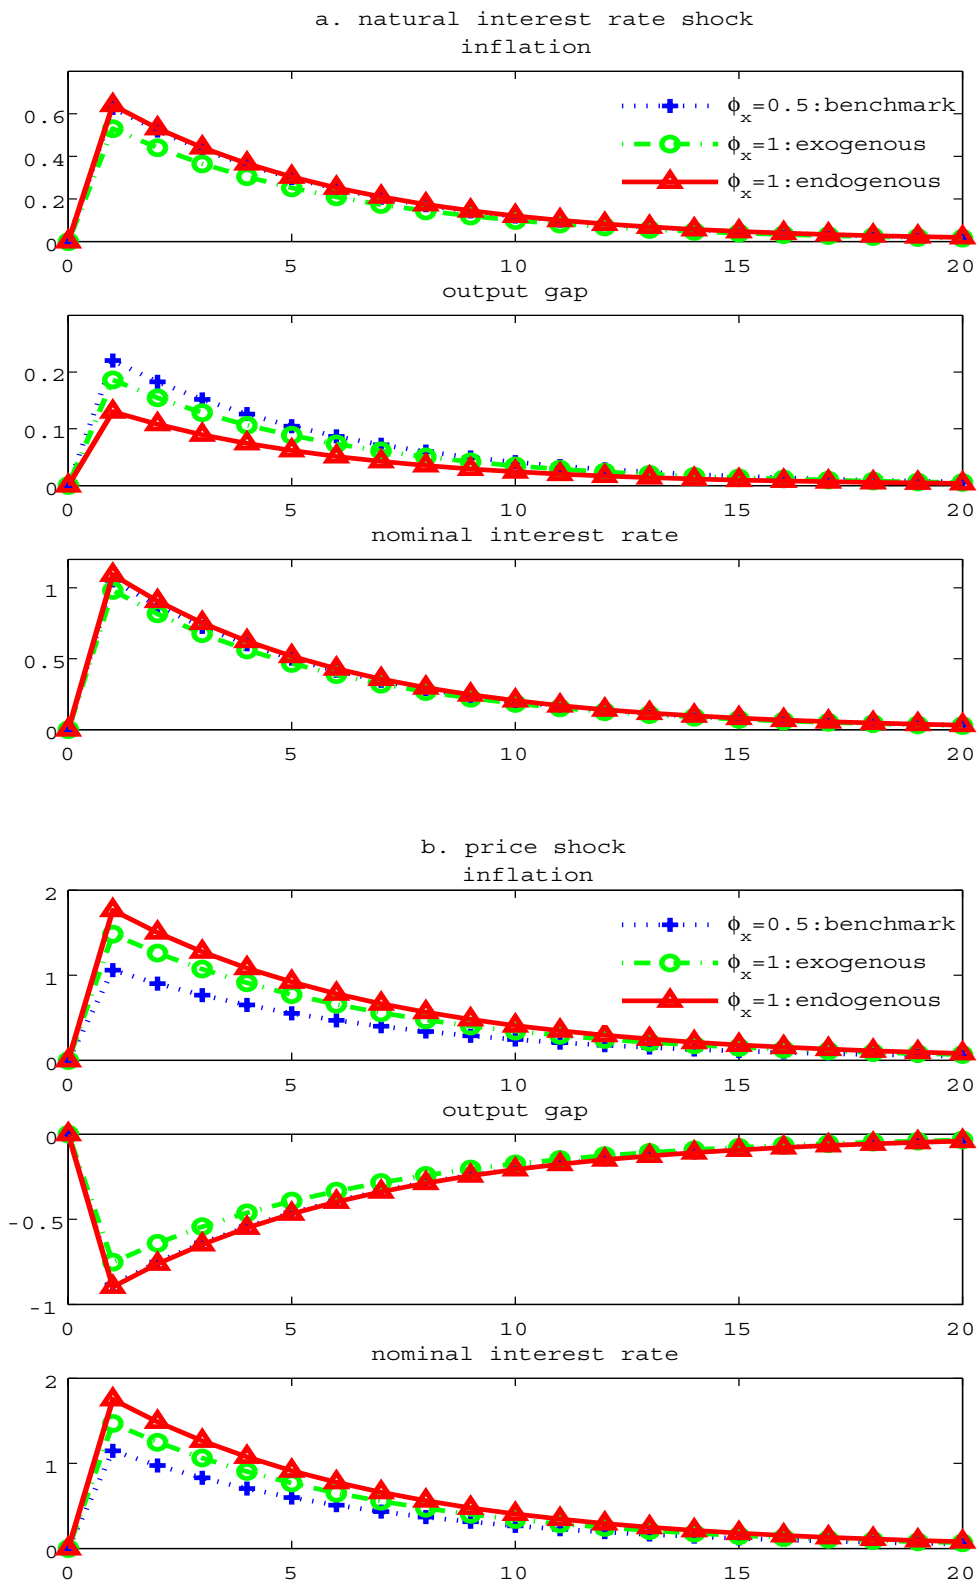 a. natural interest rate shock
inflation
0.6
0.4
0.2
0
ϕx=0.5:benchmark
ϕx=1:exogenous
ϕx=1:endogenous
0 5 10 15 20
output gap
0.2
0.1
0
0 5 10 15 20
nominal interest rate
1
0.5
0
0 5 10 15 20
b. price shock
inflation
2
1
0
ϕx=0.5:benchmark
ϕx=1:exogenous
ϕx=1:endogenous
0 5 10 15 20
output gap
0
-0.5
-1
0 5 10 15 20
nominal interest rate
2
1
0
0 5 10 15 20